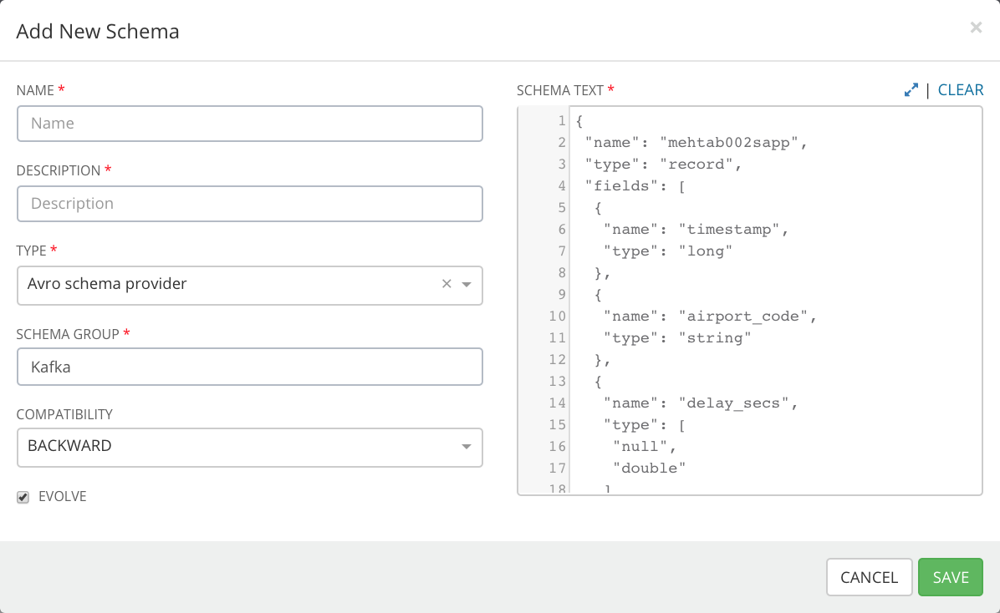 Add New Schema ×
NAME *
Name
DESCRIPTION *
Description
TYPE *
Avro schema provider ×
SCHEMA GROUP *
Kafka
COMPATIBILITY
BACKWARD
EVOLVE
SCHEMA TEXT * | CLEAR
1 {
2 "name": "mehtab002sapp",
3 "type": "record",
4 "fields": [
5 {
6 "name": "timestamp",
7 "type": "long"
8 },
9 {
10 "name": "airport_code",
11 "type": "string"
12 },
13 {
14 "name": "delay_secs",
15 "type": [
16 "null",
17 "double"
18 ]
CANCEL SAVE